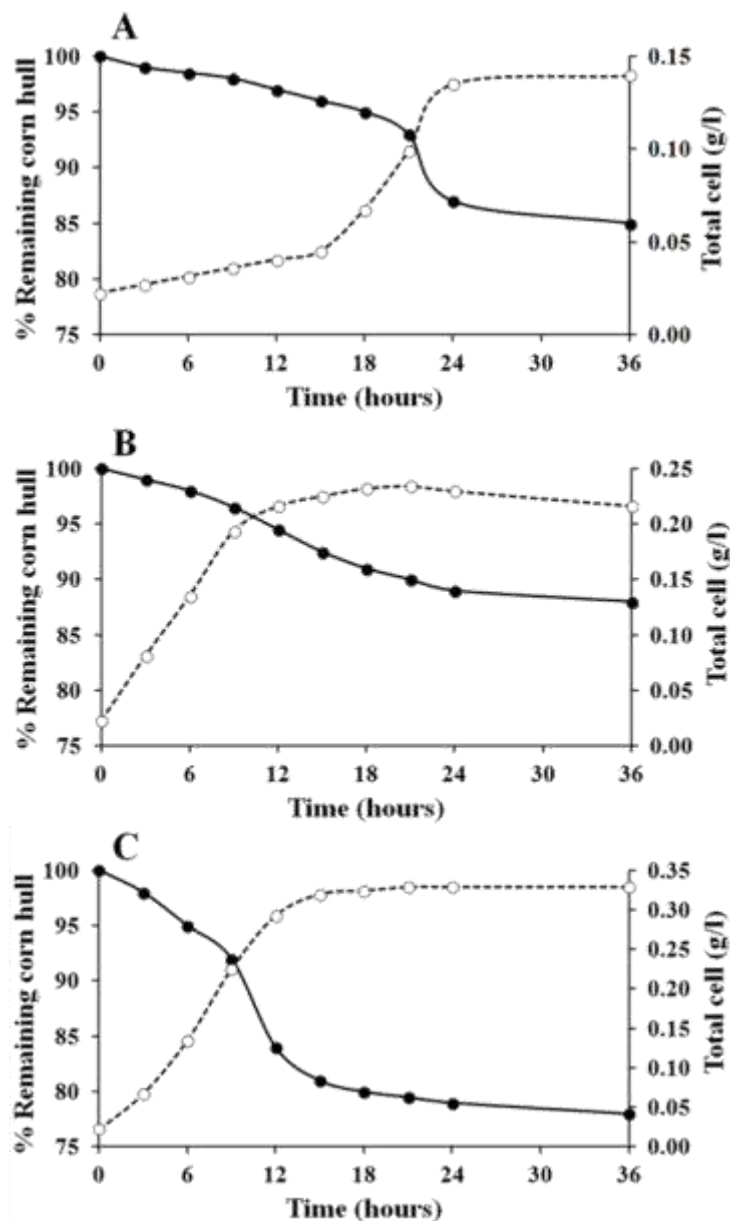 A
% Remaining corn hull
100
95
90
85
80
75
0.15
0.10
0.05
0.00
Total cell (g/l)
0 6 12 18 24 30 36
Time (hours)
B
% Remaining corn hull
100
95
90
85
80
75
0.25
0.20
0.15
0.10
0.05
0.00
Total cell (g/l)
0 6 12 18 24 30 36
Time (hours)
C
% Remaining corn hull
100
95
90
85
80
75
0.35
0.30
0.25
0.20
0.15
0.10
0.05
0.00
Total cell (g/l)
0 6 12 18 24 30 36
Time (hours)